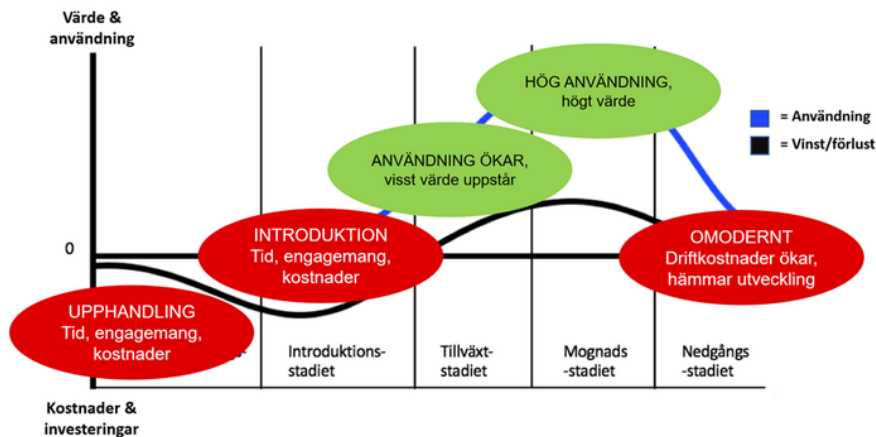 Värde &
användning
HÖG ANVÄNDNING,
högt värde
= Användning
= Vinst/förlust
ANVÄNDNING ÖKAR,
visst värde uppstår
0
INTRODUKTION
Tid, engagemang,
kostnader
OMODERNT
Driftkostnader ökar,
hämmar utveckling
UPPHANDLING
Tid, engagemang,
kostnader
Introduktions-
stadiet
Tillväxt-
stadiet
Mognads
-stadiet
Nedgångs
-stadiet
Kostnader &
investeringar